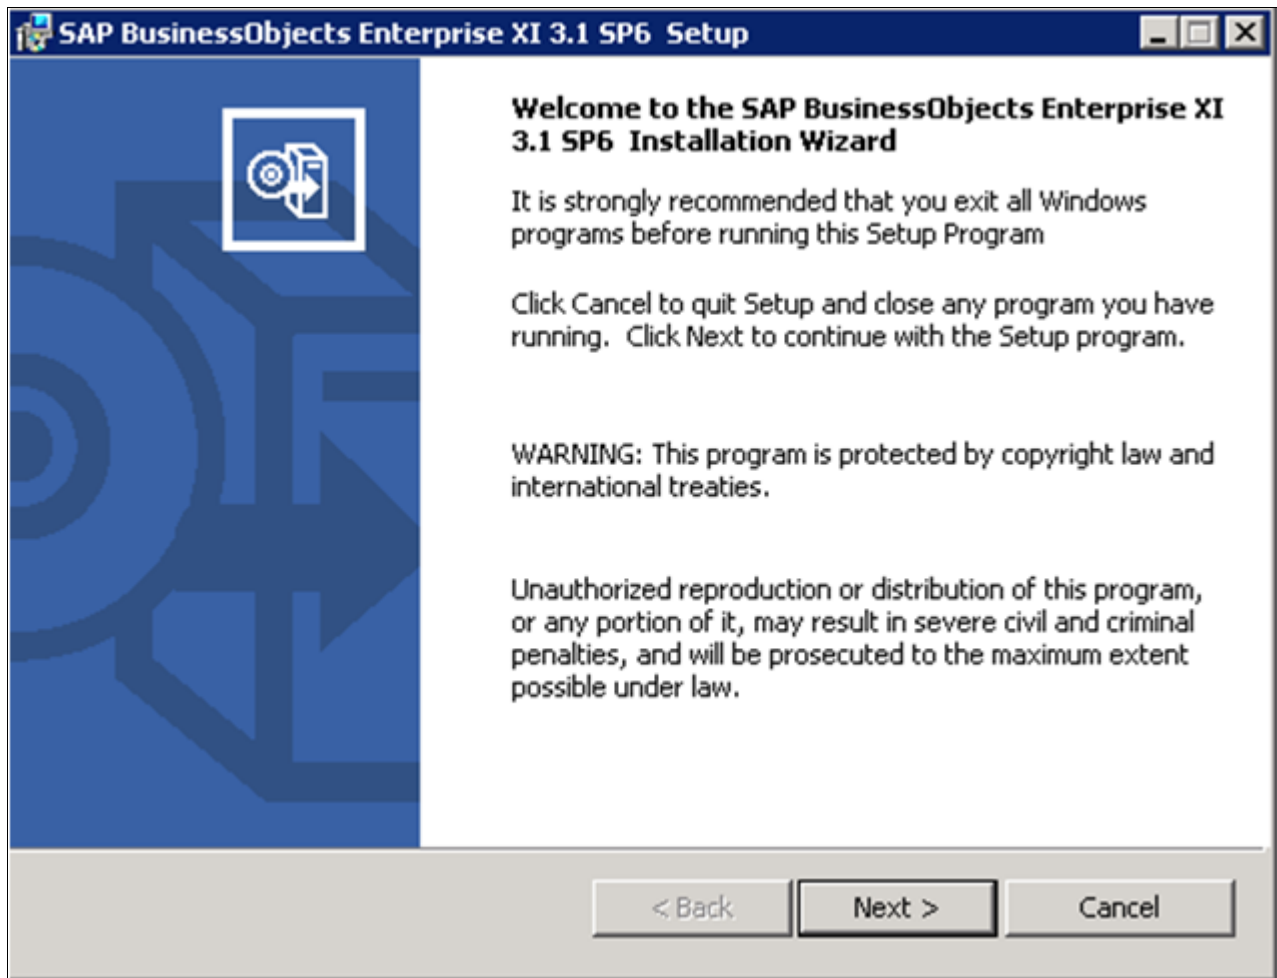 SAP BusinessObjects Enterprise XI 3.1 SP6  Setup
Welcome to the SAP BusinessObjects Enterprise XI
3.1 SP6  Installation Wizard
It is strongly recommended that you exit all Windows
programs before running this Setup Program
Click Cancel to quit Setup and close any program you have
running.  Click Next to continue with the Setup program.
WARNING: This program is protected by copyright law and
international treaties.
Unauthorized reproduction or distribution of this program,
or any portion of it, may result in severe civil and criminal
penalties, and will be prosecuted to the maximum extent
possible under law.
< Back
Next >
Cancel